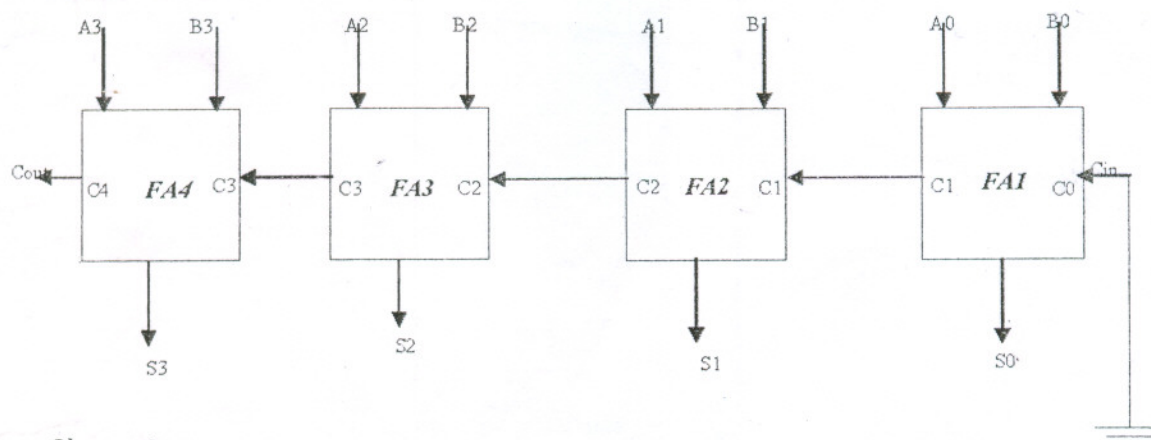 A3 B3 A2 B2 A1 B1 A0 B0
Cout C4 FA4 C3 C3 FA3 C2 C2 FA2 C1 C1 FA1 C0 Cin
S3 S2 S1 S0